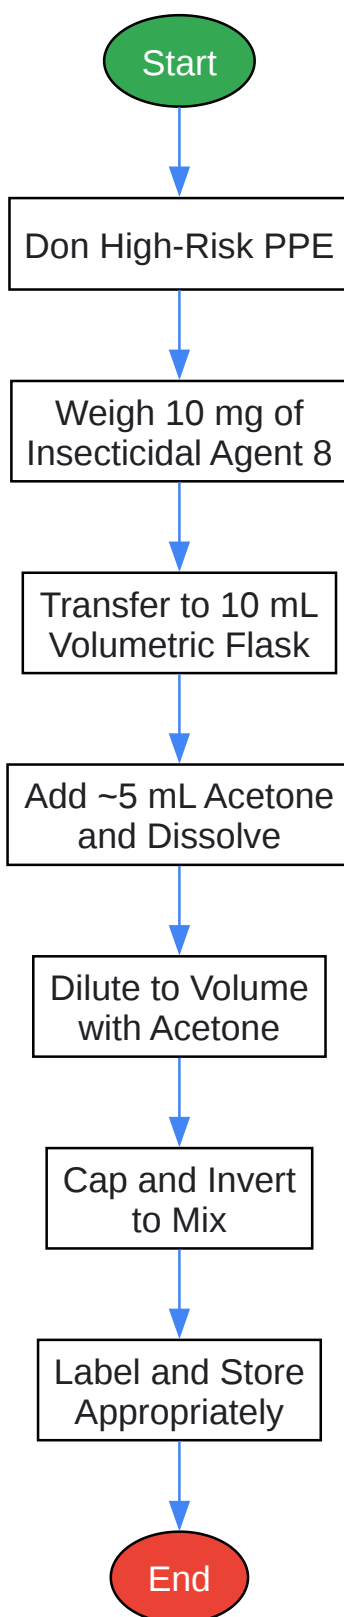 Start
Don High-Risk PPE
Weigh 10 mg of
Insecticidal Agent 8
Transfer to 10 mL
Volumetric Flask
Add ~5 mL Acetone
and Dissolve
Dilute to Volume
with Acetone
Cap and Invert
to Mix
Label and Store
Appropriately
End